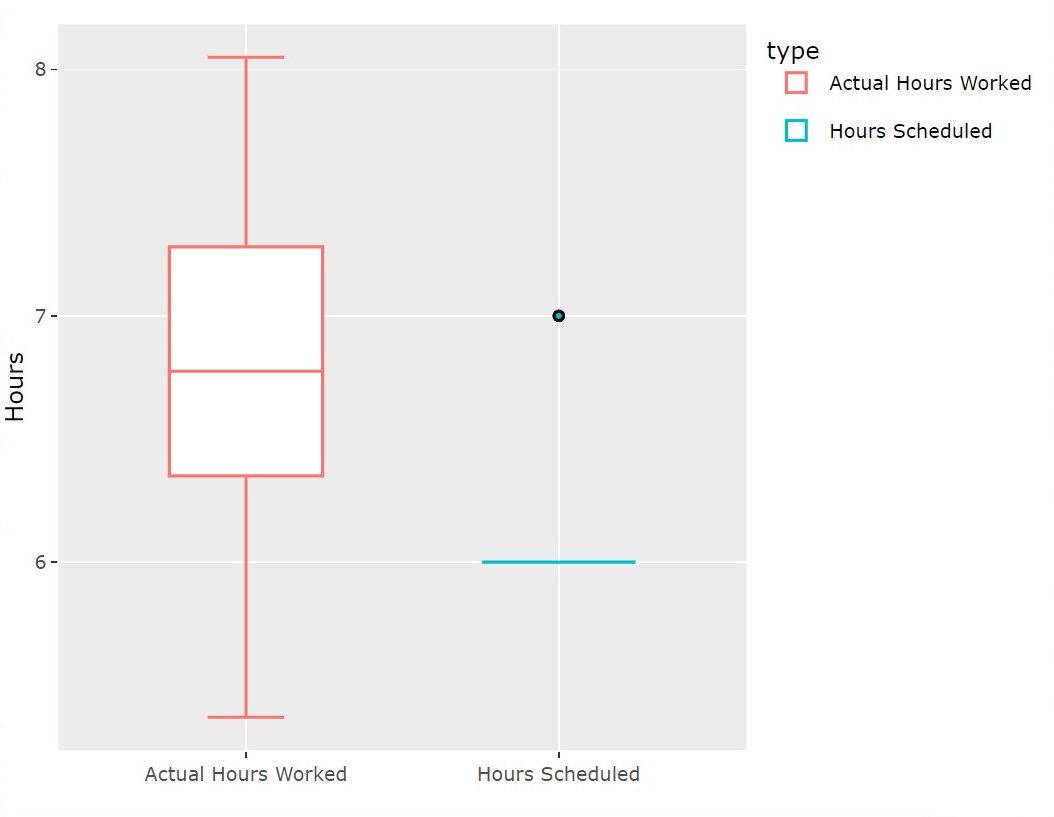 type
Actual Hours Worked
Hours Scheduled
8
7
6
Hours
Actual Hours Worked
Hours Scheduled